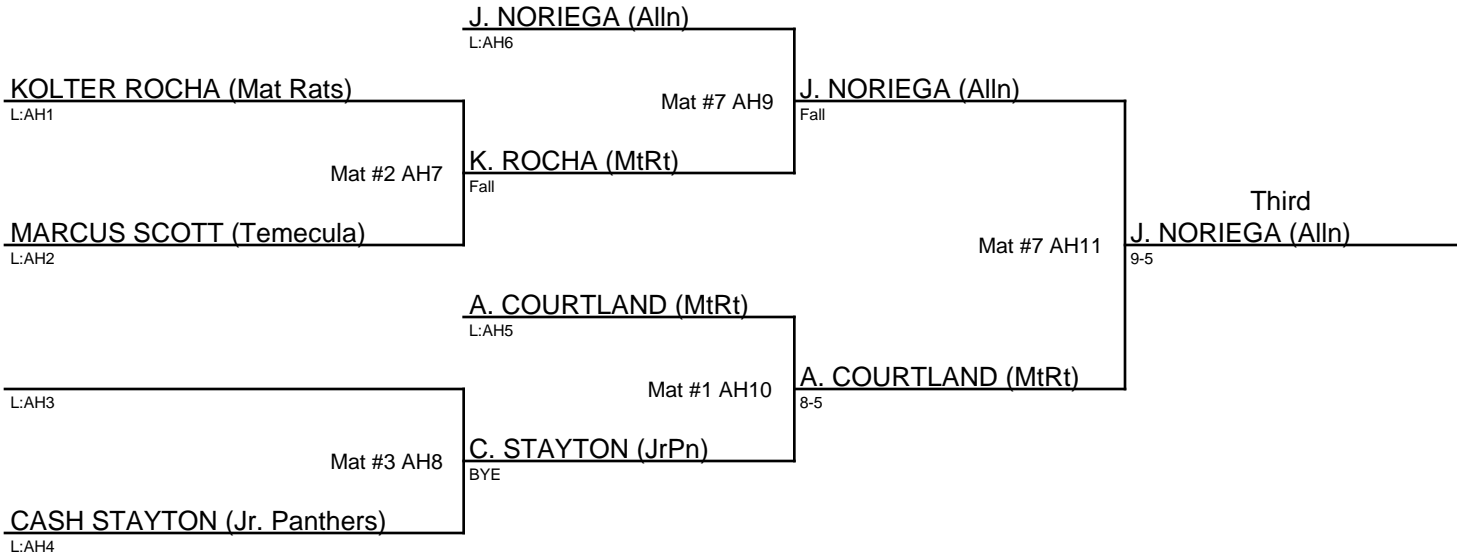 J. NORIEGA (Alln)
L:AH6
KOLTER ROCHA (Mat Rats)
L:AH1
Mat #7 AH9
J. NORIEGA (Alln)
Fall
Mat #2 AH7
K. ROCHA (MtRt)
Fall
MARCUS SCOTT (Temecula)
L:AH2
Third
Mat #7 AH11
J. NORIEGA (Alln)
9-5
A. COURTLAND (MtRt)
L:AH5
L:AH3
Mat #1 AH10
A. COURTLAND (MtRt)
8-5
Mat #3 AH8
C. STAYTON (JrPn)
BYE
CASH STAYTON (Jr. Panthers)
L:AH4